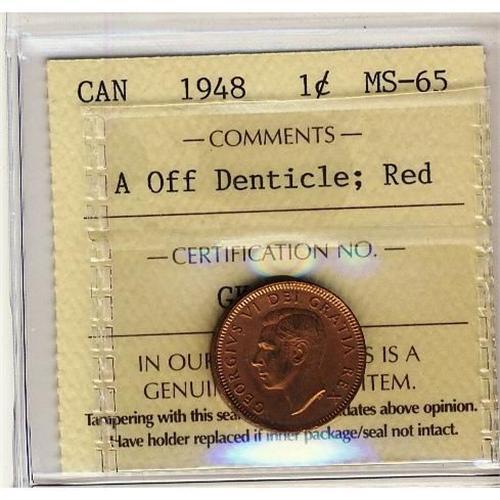 CAN 1948 1¢ MS-65
— COMMENTS —
A Off Denticle; Red
— CERTIFICATION NO. —
GEORGIVS VI DEI GRATIA REX
IN OUR IS A
GENUI ITEM.
Tampering with this sea dates above opinion.
Have holder replaced if inner package/seal not intact.